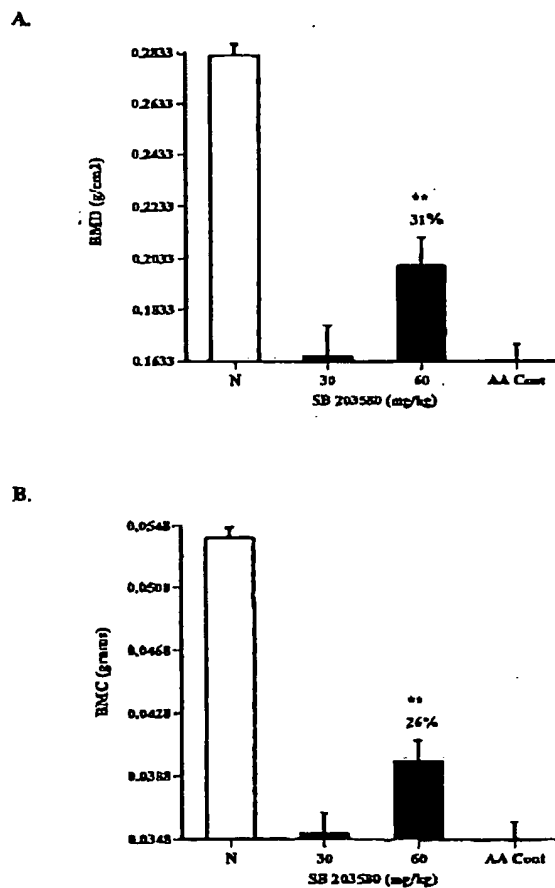 A.
0.2833
0.2633
0.2433
0.2233
0.2033
0.1833
0.1633
BMD (g/cm2)
**
31%
N 30 60 AA Cont
SB 203580 (mg/kg)
B.
0.0548
0.0508
0.0468
0.0428
0.0388
0.0348
BMC (grams)
**
26%
N 30 60 AA Cont
SB 203580 (mg/kg)